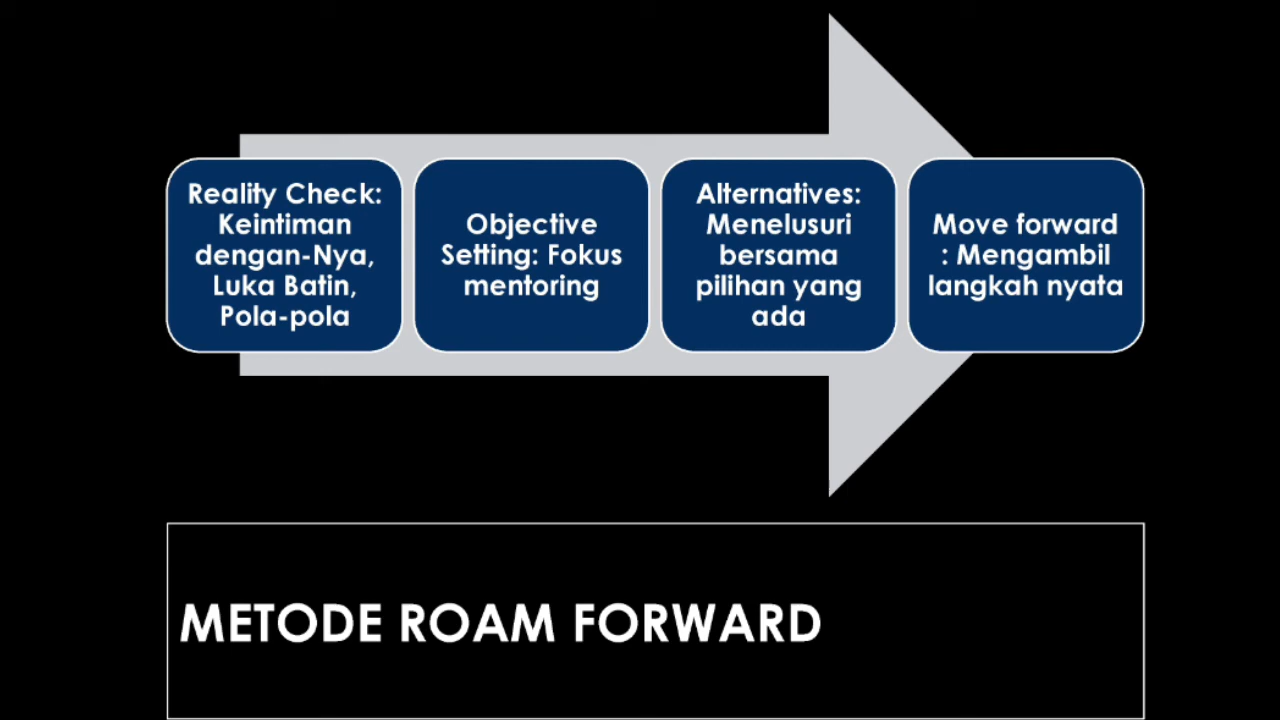 Reality Check:
Keintiman
dengan-Nya,
Luka Batin,
Pola-pola
Objective
Setting: Fokus
mentoring
Alternatives:
Menelusuri
bersama
pilihan yang
ada
Move forward
: Mengambil
langkah nyata
METODE ROAM FORWARD